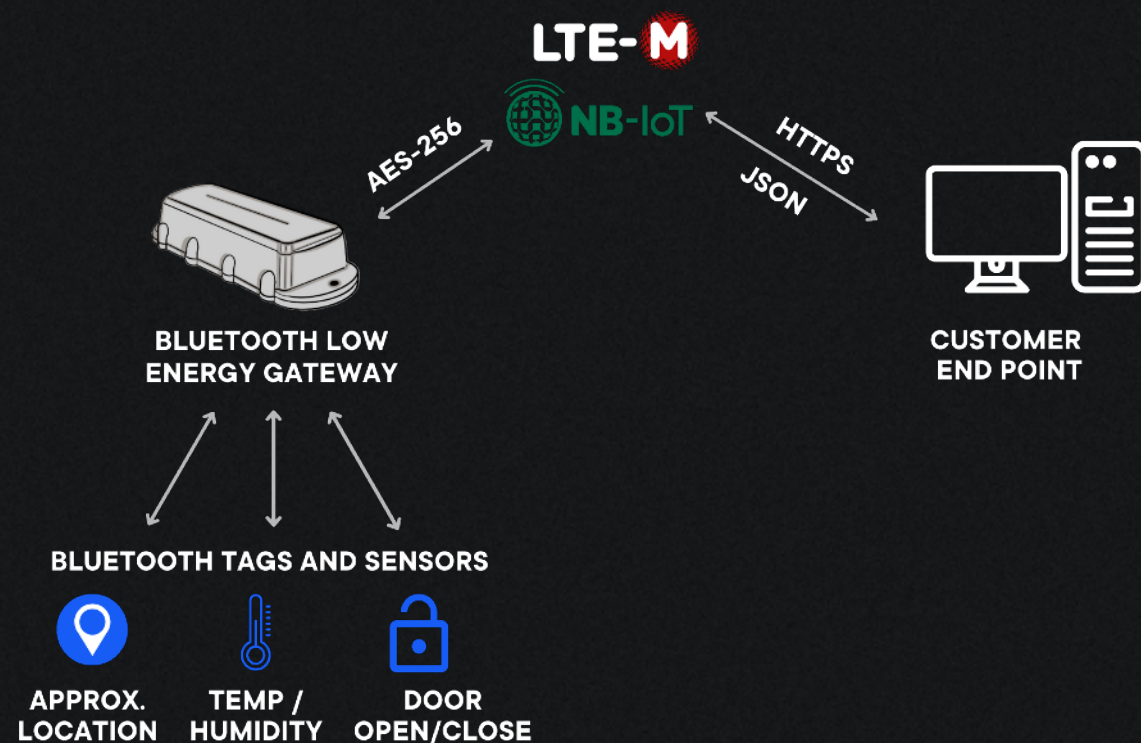 LTE-M
NB-IoT
AES-256
HTTPS
JSON
BLUETOOTH LOW
ENERGY GATEWAY
CUSTOMER
END POINT
BLUETOOTH TAGS AND SENSORS
APPROX.
LOCATION
TEMP /
HUMIDITY
DOOR
OPEN/CLOSE